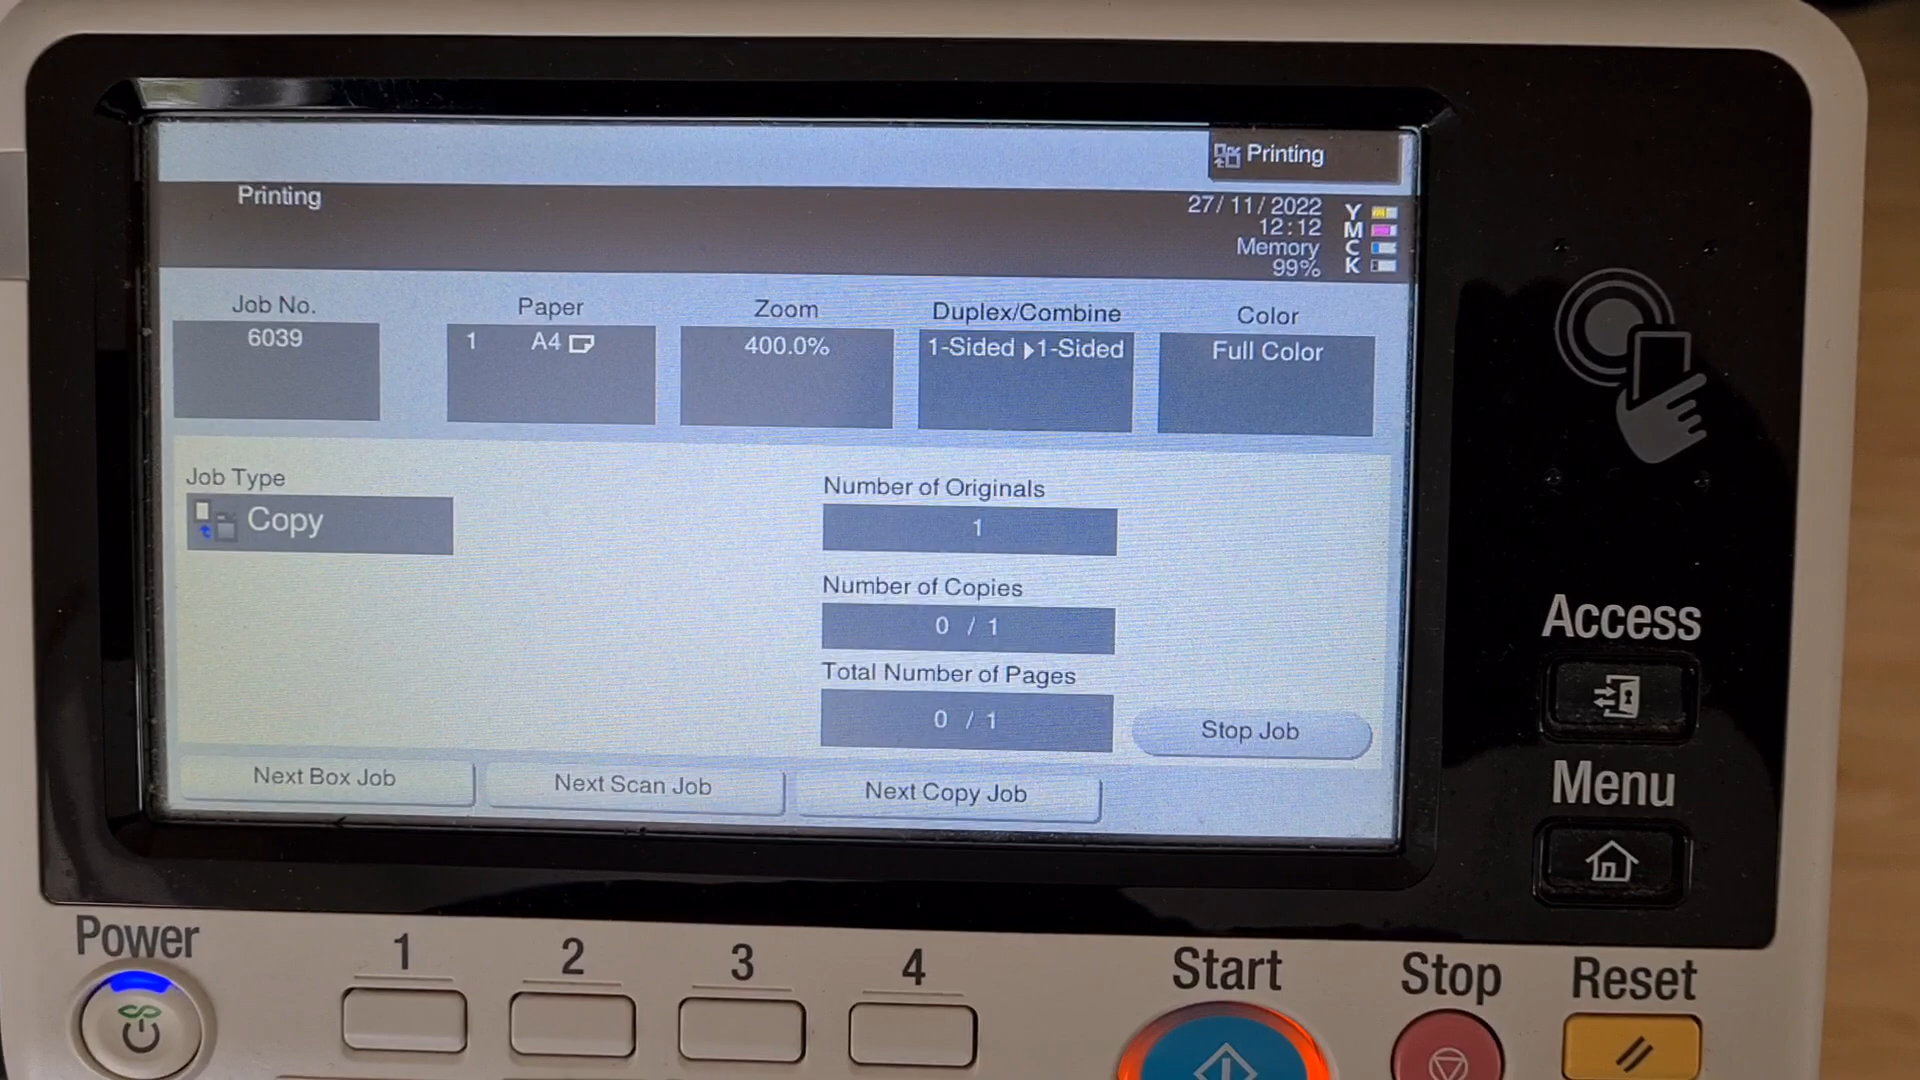 Printing
Printing
27/11/2022
12:12
Memory
99%
Y
M
C
K
Job No.
6039
Paper
1 A4
Zoom
400.0%
Duplex/Combine
1-Sided ▶1-Sided
Color
Full Color
Job Type
Copy
Number of Originals
1
Number of Copies
0 / 1
Total Number of Pages
0 / 1
Stop Job
Next Box Job
Next Scan Job
Next Copy Job
Access
Menu
Power
1
2
3
4
Start
Stop
Reset